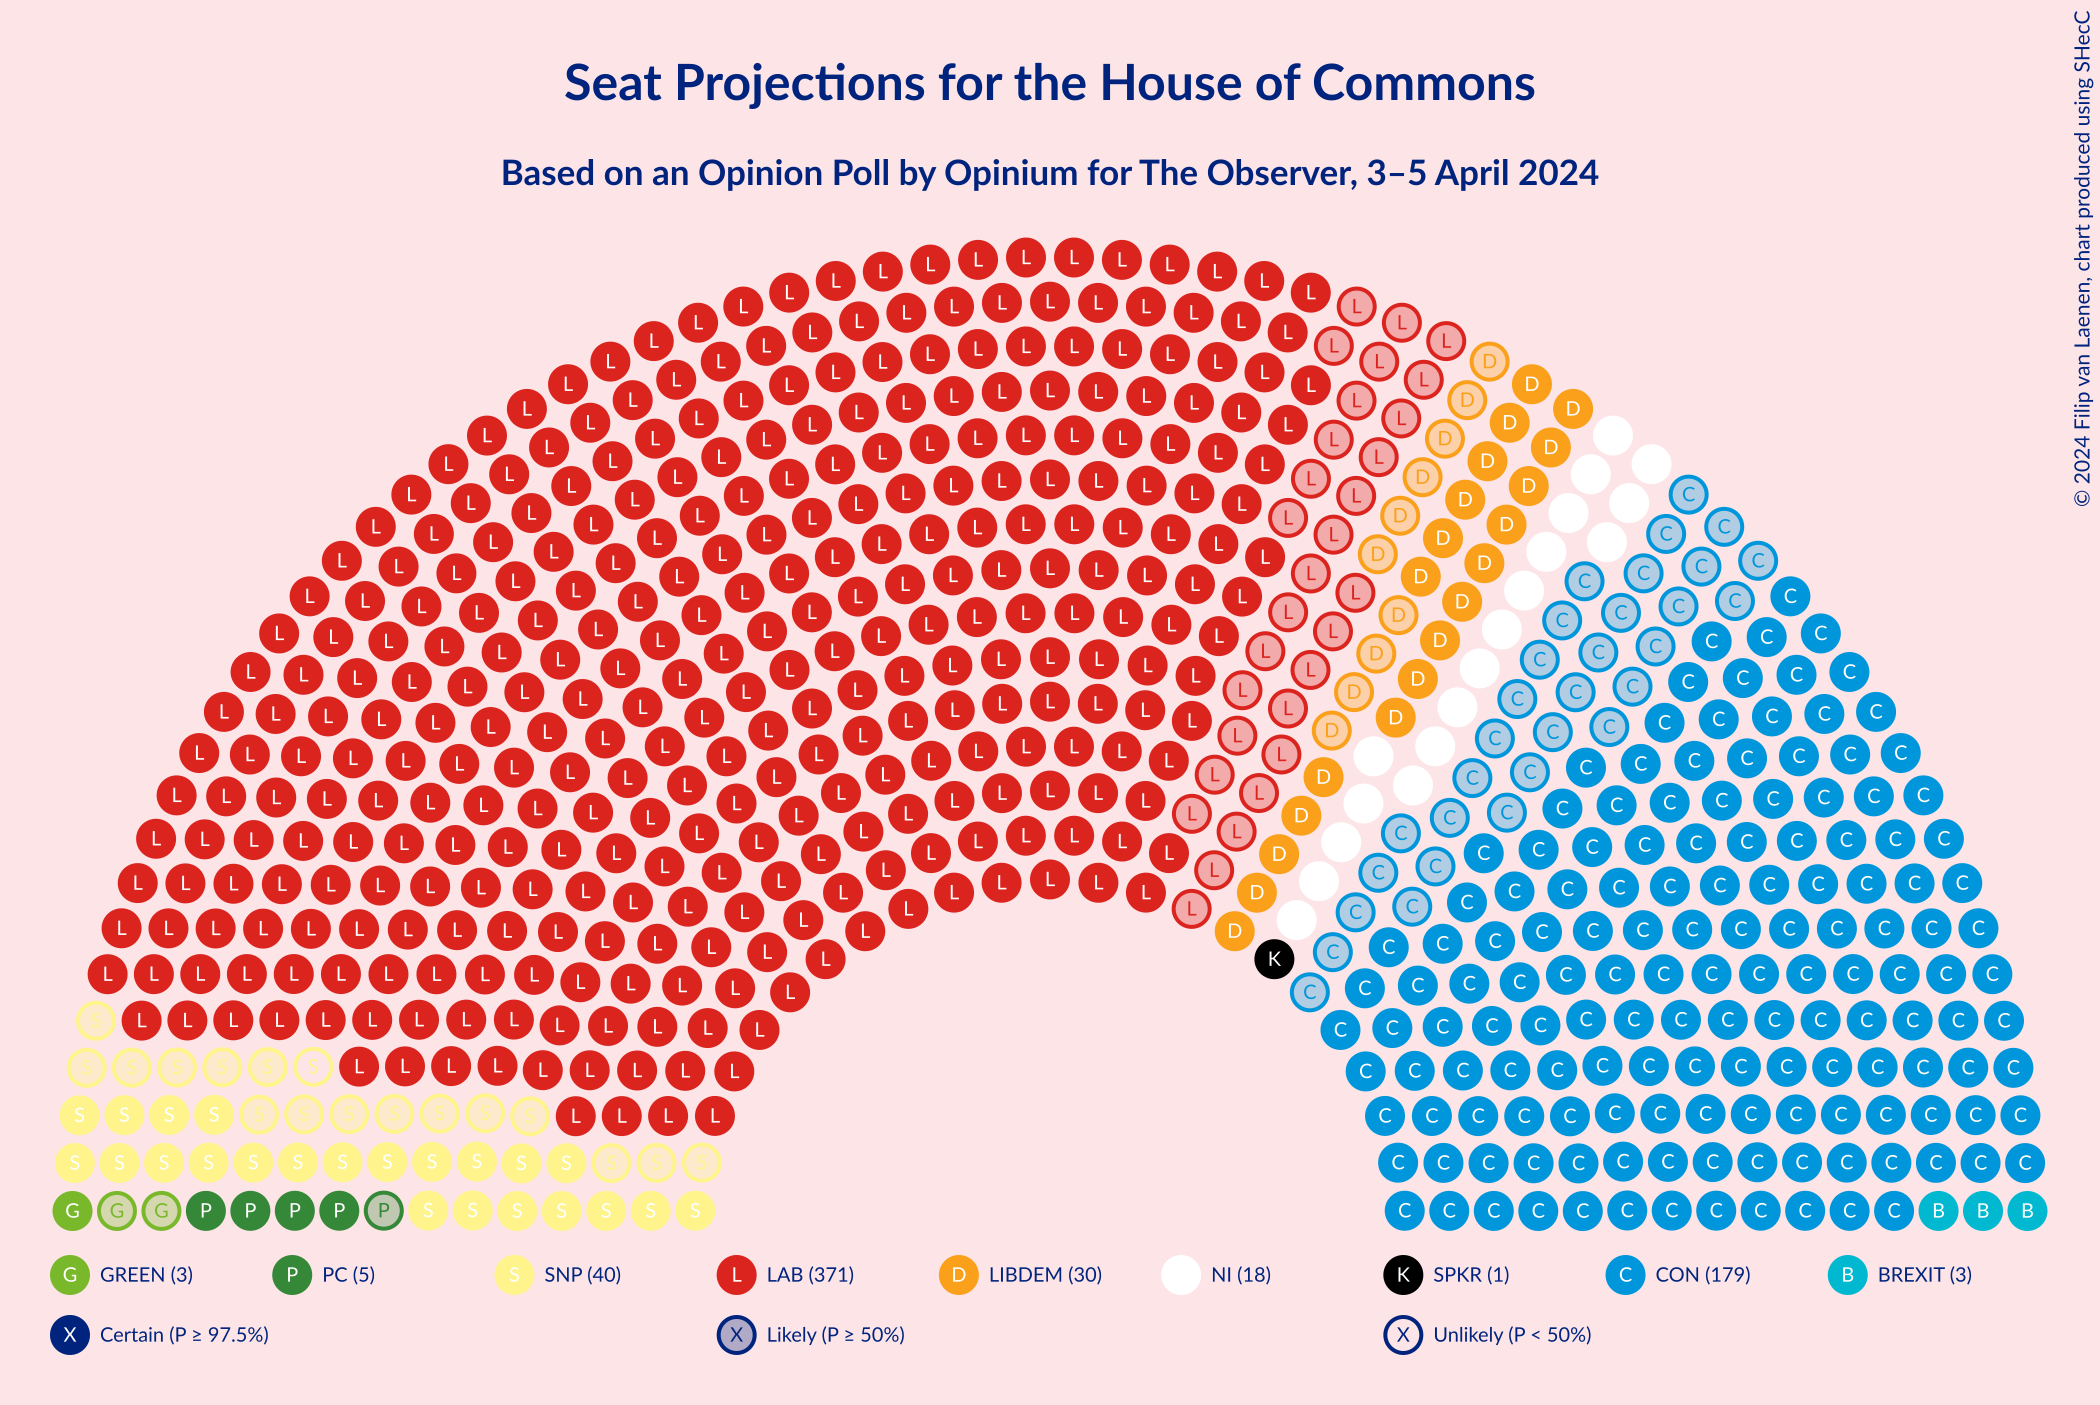 Seat Projections for the House of Commons
Based on an Opinion Poll by Opinium for The Observer, 3–5 April 2024
© 2024 Filip van Laenen, chart produced using SHecC
G GREEN (3) P PC (5) S SNP (40) L LAB (371) D LIBDEM (30) NI (18) K SPKR (1) C CON (179) B BREXIT (3)
X Certain (P ≥ 97.5%) X Likely (P ≥ 50%) X Unlikely (P < 50%)